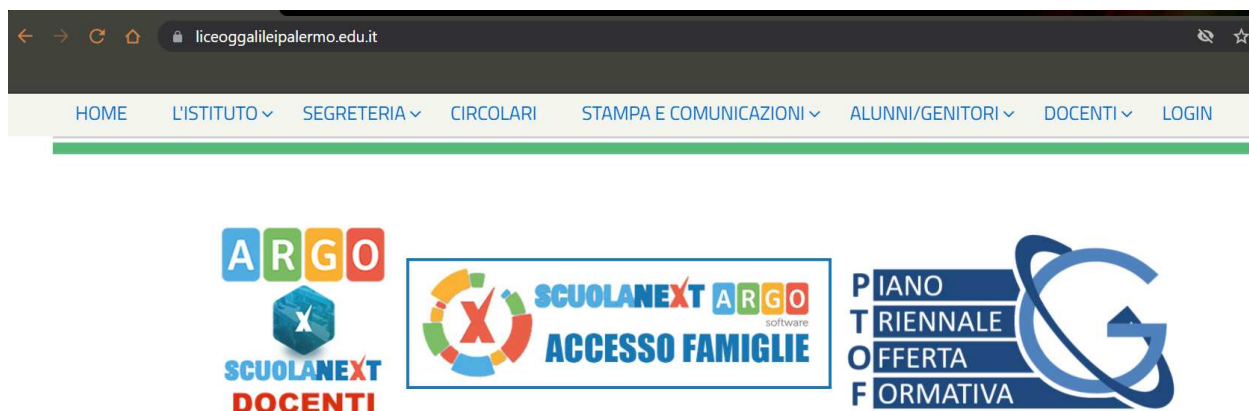 liceoggalileipalermo.edu.it
HOME L'ISTITUTO SEGRETERIA CIRCOLARI STAMPA E COMUNICAZIONI ALUNNI/GENITORI DOCENTI LOGIN
ARGO
X
SCUOLANEXT
DOCENTI
X SCUOLANEXT ARGO
software
ACCESSO FAMIGLIE
PIANO
TRIENNALE
OFFERTA
FORMATIVA
G